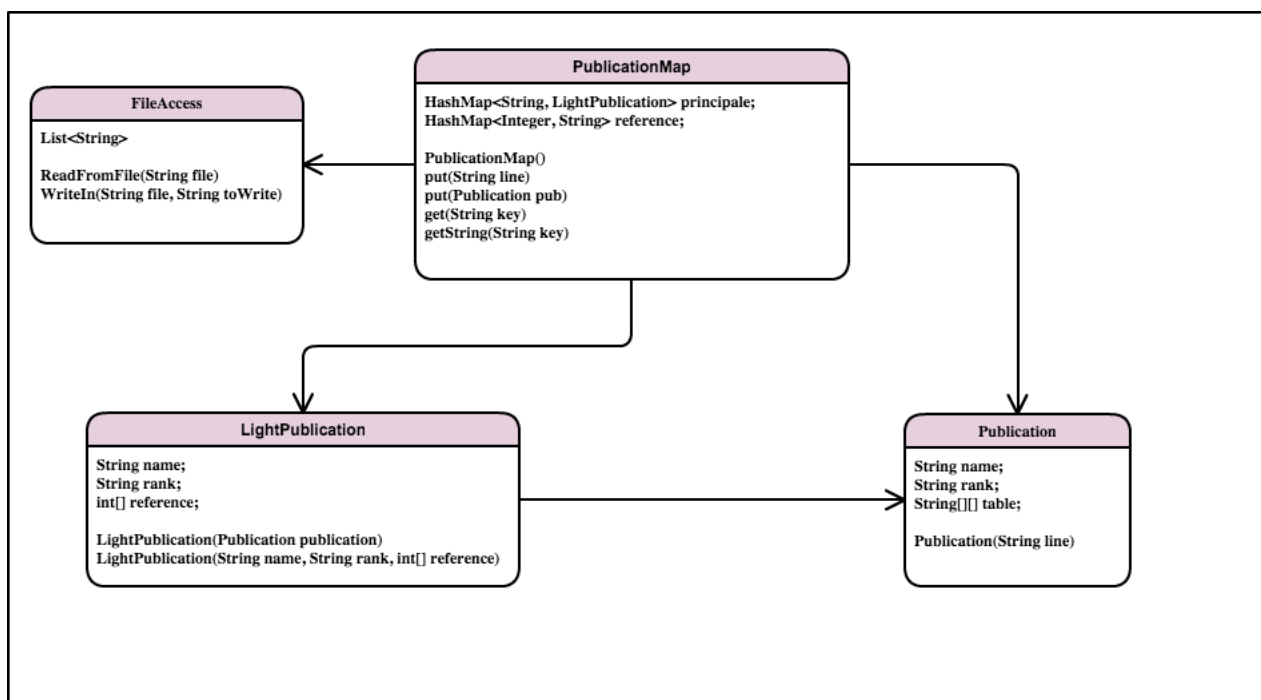 PublicationMap
HashMap<String, LightPublication> principale;
HashMap<Integer, String> reference;
PublicationMap()
put(String line)
put(Publication pub)
get(String key)
getString(String key)
FileAccess
List<String>
ReadFromFile(String file)
WriteIn(String file, String toWrite)
LightPublication
String name;
String rank;
int[] reference;
LightPublication(Publication publication)
LightPublication(String name, String rank, int[] reference)
Publication
String name;
String rank;
String[][] table;
Publication(String line)